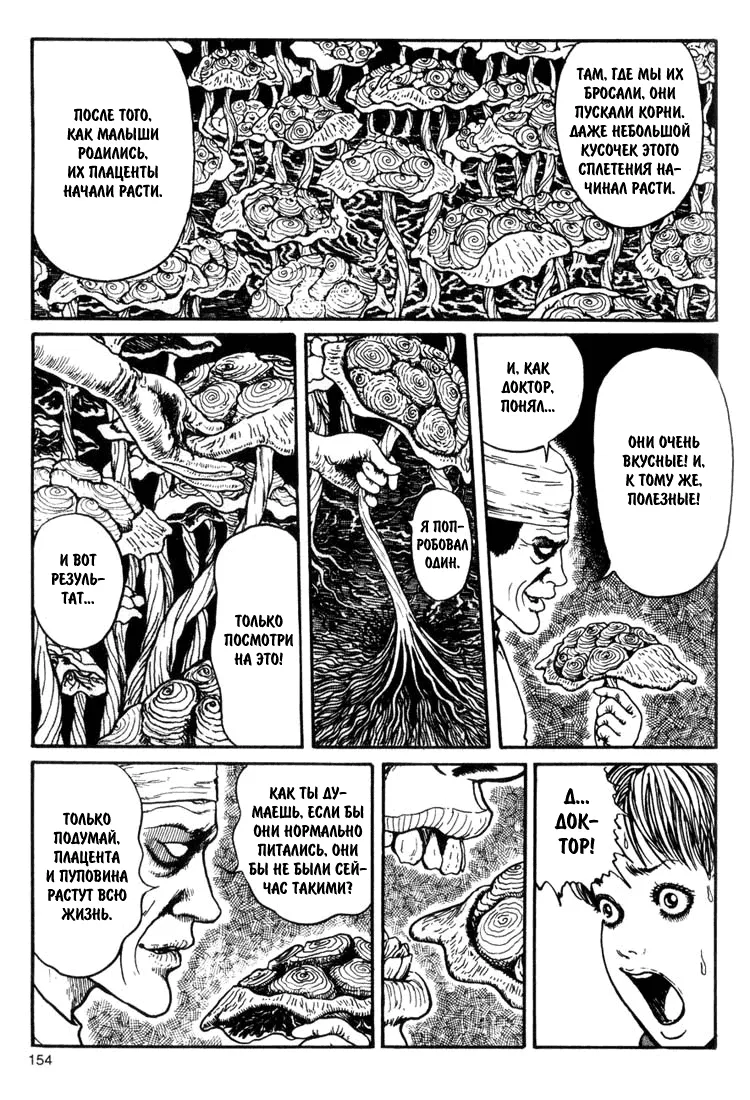 ПОСЛЕ ТОГО,
КАК МАЛЫШИ
РОДИЛИСЬ,
ИХ ПЛАЦЕНТЫ
НАЧАЛИ РАСТИ.
ТАМ, ГДЕ МЫ ИХ
БРОСАЛИ, ОНИ
ПУСКАЛИ КОРНИ.
ДАЖЕ НЕБОЛЬШОЙ
КУСОЧЕК ЭТОГО
СПЛЕТЕНИЯ НА-
ЧИНАЛ РАСТИ.
И ВОТ
РЕЗУЛЬ-
ТАТ...
ТОЛЬКО
ПОСМОТРИ
НА ЭТО!
Я ПОП-
РОБОВАЛ
ОДИН.
И, КАК
ДОКТОР,
ПОНЯЛ...
ОНИ ОЧЕНЬ
ВКУСНЫЕ! И,
К ТОМУ ЖЕ,
ПОЛЕЗНЫЕ!
ТОЛЬКО
ПОДУМАЙ,
ПЛАЦЕНТА
И ПУПОВИНА
РАСТУТ ВСЮ
ЖИЗНЬ.
КАК ТЫ ДУ-
МАЕШЬ, ЕСЛИ БЫ
ОНИ НОРМАЛЬНО
ПИТАЛИСЬ, ОНИ
БЫ НЕ БЫЛИ СЕЙ-
ЧАС ТАКИМИ?
Д...
ДОК-
ТОР!
154